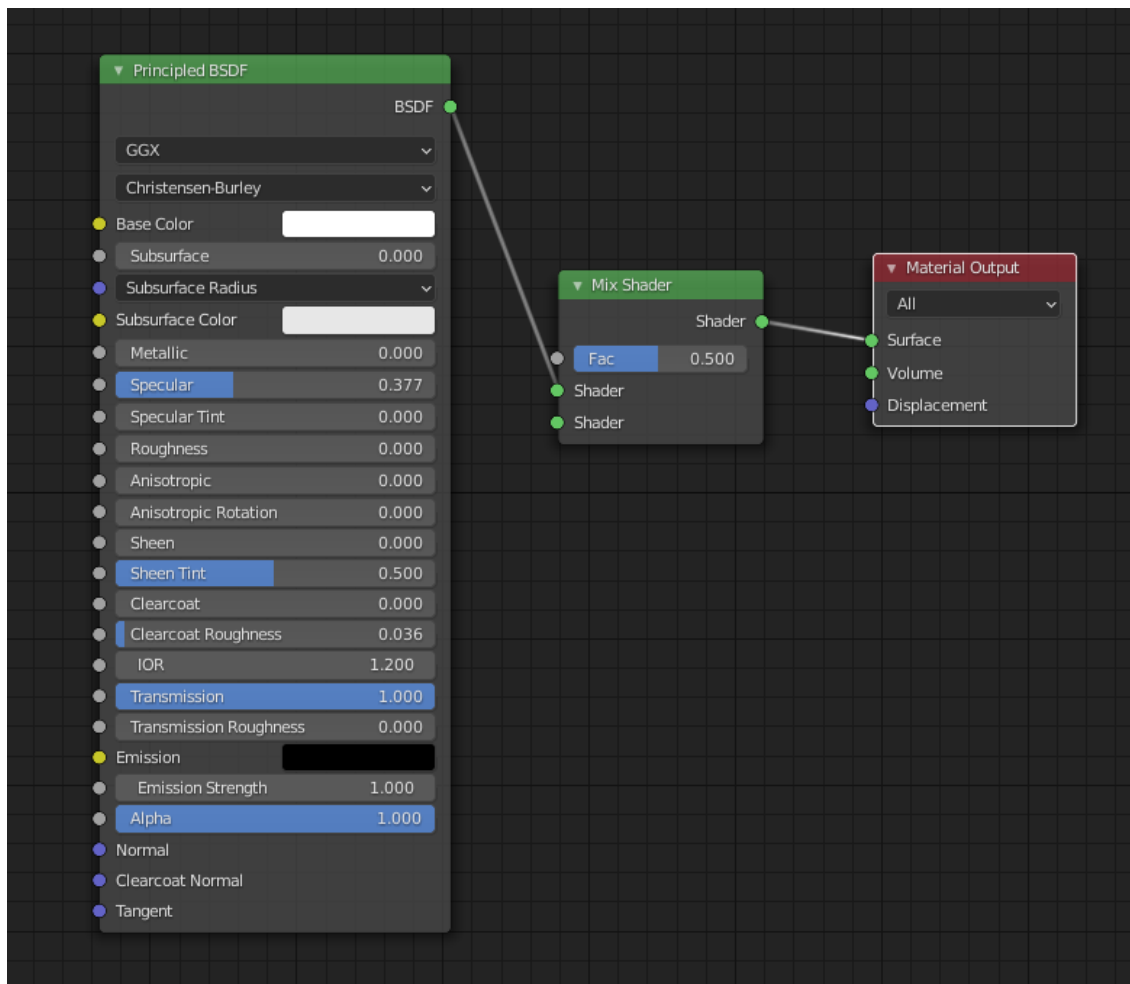 Principled BSDF
BSDF
GGX
Christensen-Burley
Base Color
Subsurface 0.000
Subsurface Radius
Subsurface Color
Metallic 0.000
Specular 0.377
Specular Tint 0.000
Roughness 0.000
Anisotropic 0.000
Anisotropic Rotation 0.000
Sheen 0.000
Sheen Tint 0.500
Clearcoat 0.000
Clearcoat Roughness 0.036
IOR 1.200
Transmission 1.000
Transmission Roughness 0.000
Emission
Emission Strength 1.000
Alpha 1.000
Normal
Clearcoat Normal
Tangent
Mix Shader
Shader
Fac 0.500
Shader
Shader
Material Output
All
Surface
Volume
Displacement